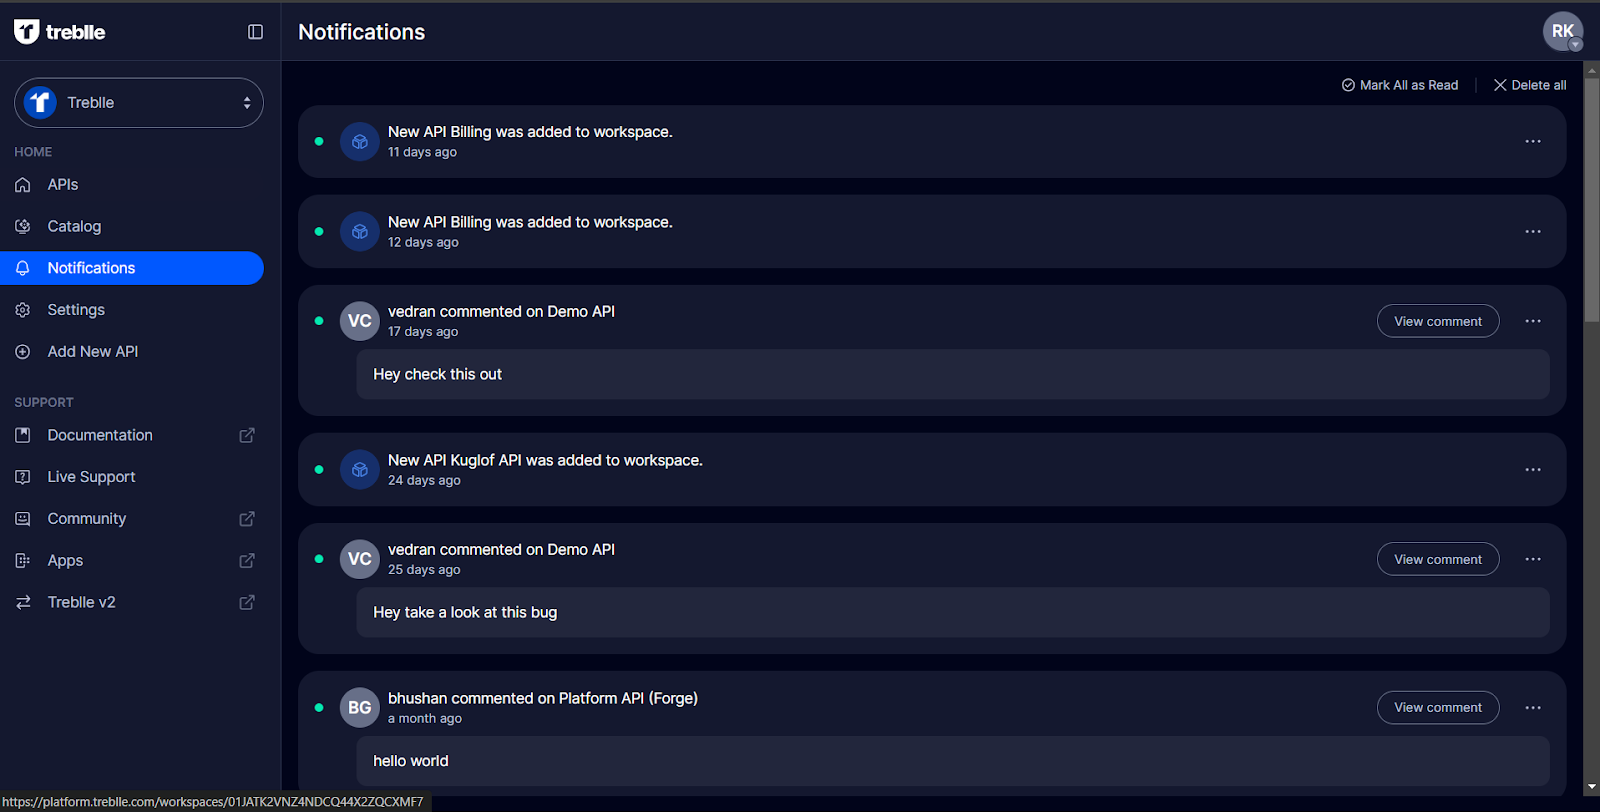 treblle
Notifications
RK
Treblle
Mark All as Read
Delete all
HOME
APIs
Catalog
Notifications
Settings
Add New API
SUPPORT
Documentation
Live Support
Community
Apps
Treblle v2
New API Billing was added to workspace.
11 days ago
New API Billing was added to workspace.
12 days ago
VC
vedran commented on Demo API
17 days ago
View comment
Hey check this out
New API Kuglof API was added to workspace.
24 days ago
VC
vedran commented on Demo API
25 days ago
View comment
Hey take a look at this bug
BG
bhushan commented on Platform API (Forge)
a month ago
View comment
hello world
https://platform.treblle.com/workspaces/01JATK2VNZ4NDCQ44X2ZQCXMF7